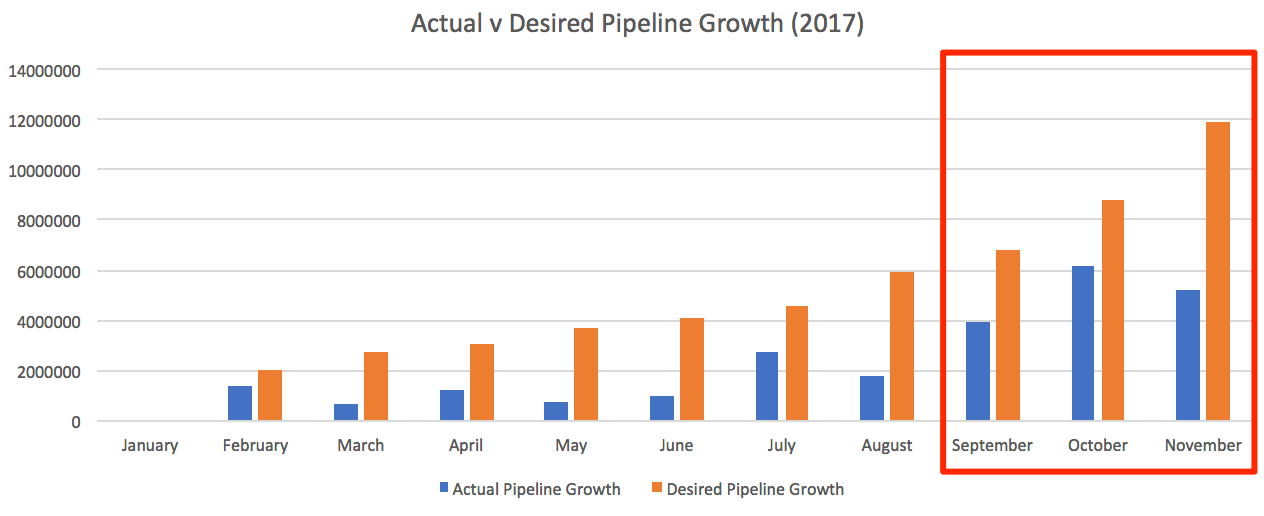 Actual v Desired Pipeline Growth (2017)
14000000
12000000
10000000
8000000
6000000
4000000
2000000
0
January February March April May June July August September October November
Actual Pipeline Growth Desired Pipeline Growth